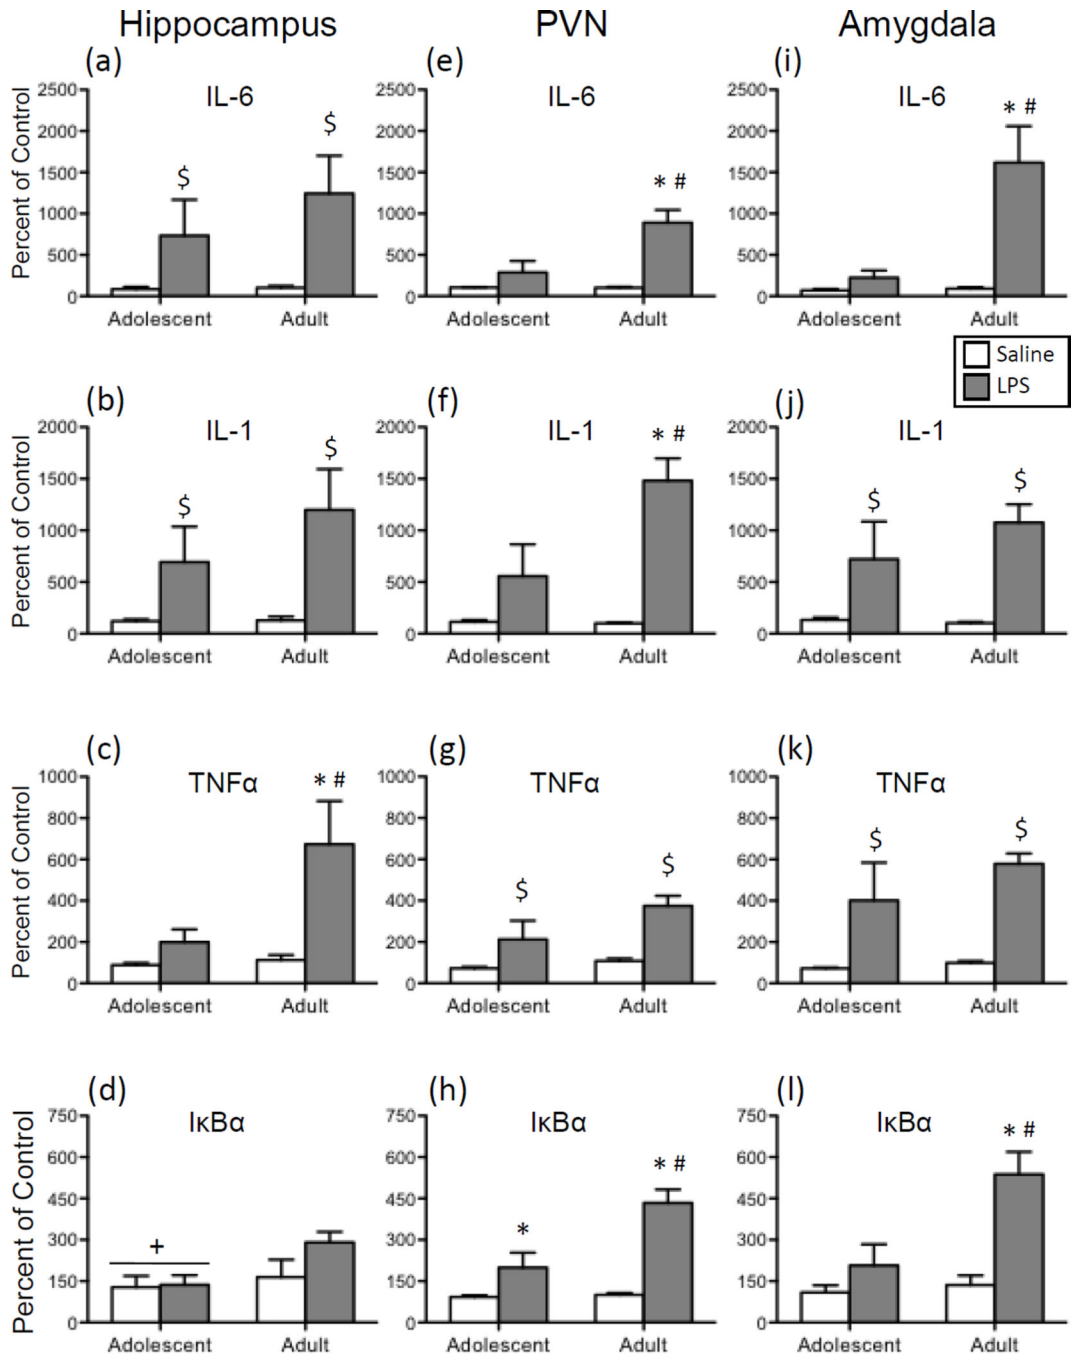 Hippocampus PVN Amygdala
(a) (e) (i)
IL-6 IL-6 IL-6
Percent of Control
2500 2000 1500 1000 500 0
$ $
Adolescent Adult
2500 2000 1500 1000 500 0
* #
Adolescent Adult
2500 2000 1500 1000 500 0
* #
Adolescent Adult
Saline
LPS
(b) (f) (j)
IL-1 IL-1 IL-1
Percent of Control
2000 1500 1000 500 0
$ $
Adolescent Adult
2000 1500 1000 500 0
* #
Adolescent Adult
2000 1500 1000 500 0
$ $
Adolescent Adult
(c) (g) (k)
TNFα TNFα TNFα
Percent of Control
1000 800 600 400 200 0
* #
Adolescent Adult
1000 800 600 400 200 0
$ $
Adolescent Adult
1000 800 600 400 200 0
$ $
Adolescent Adult
(d) (h) (l)
IκBα IκBα IκBα
Percent of Control
750 600 450 300 150 0
+
Adolescent Adult
750 600 450 300 150 0
* * #
Adolescent Adult
750 600 450 300 150 0
* #
Adolescent Adult